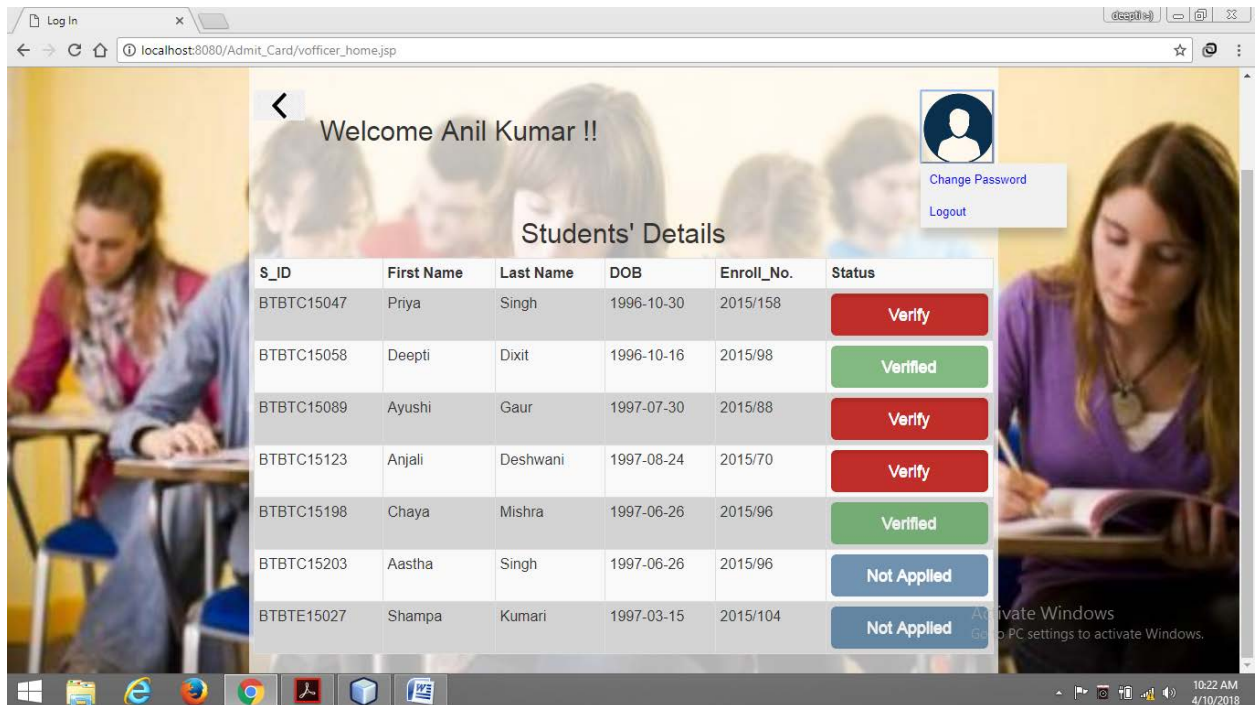 Log In
deepti :-)
localhost:8080/Admit_Card/vofficer_home.jsp
Welcome Anil Kumar !!
Change Password
Logout
Students' Details
S_ID First Name Last Name DOB Enroll_No. Status
BTBTC15047 Priya Singh 1996-10-30 2015/158 Verify
BTBTC15058 Deepti Dixit 1996-10-16 2015/98 Verified
BTBTC15089 Ayushi Gaur 1997-07-30 2015/88 Verify
BTBTC15123 Anjali Deshwani 1997-08-24 2015/70 Verify
BTBTC15198 Chaya Mishra 1997-06-26 2015/96 Verified
BTBTC15203 Aastha Singh 1997-06-26 2015/96 Not Applied
BTBTE15027 Shampa Kumari 1997-03-15 2015/104 Not Applied
Activate Windows
Go to PC settings to activate Windows.
10:22 AM
4/10/2018